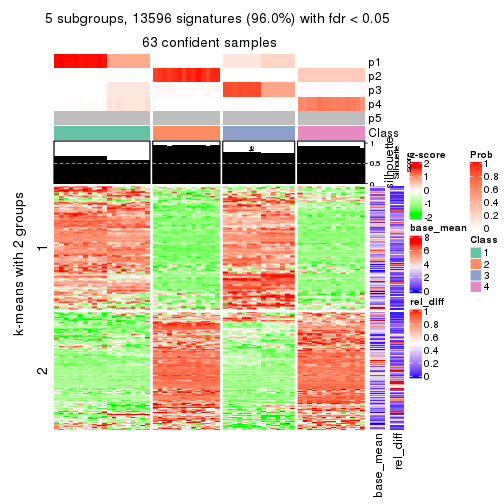 5 subgroups, 13596 signatures (96.0%) with fdr < 0.05
63 confident samples
p1
p2
p3
p4
p5
Class
1
0.5
0
silhouette
Silhouette
score
k-means with 2 groups
1
2
base_mean
rel_diff
z-score
2
1
0
-1
-2
base_mean
8
6
4
2
0
rel_diff
1
0.8
0.6
0.4
0.2
0
Prob
1
0.8
0.6
0.4
0.2
0
Class
1
2
3
4